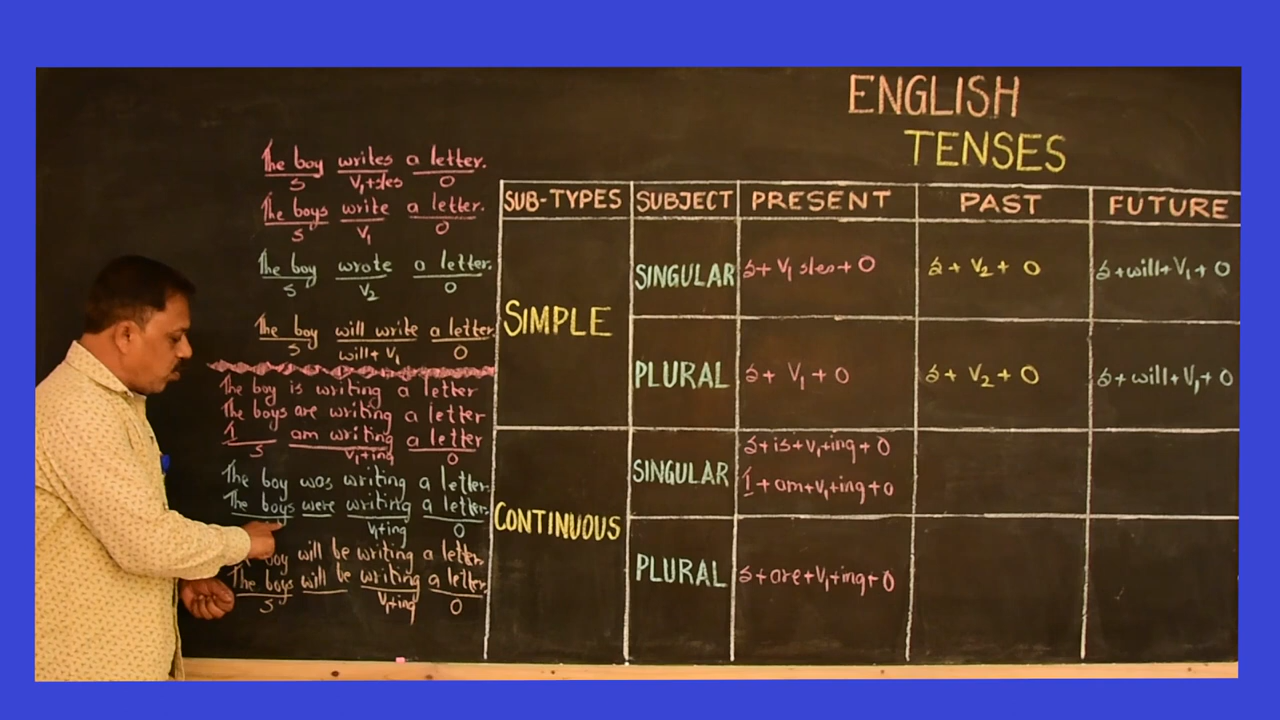 ENGLISH
TENSES
The boy writes a letter.
S V₁+s/es O
The boys write a letter.
S V₁ O
The boy wrote a letter.
S V₂ O
The boy will write a letter
S will+V₁ O
The boy is writing a letter
The boys are writing a letter
I am writing a letter
S V₁+ing O
The boy was writing a letter.
The boys were writing a letter.
V₁+ing O
boy will be writing a letter
The boys will be writing a letter.
S V₁+ing O
SUB-TYPES SUBJECT PRESENT PAST FUTURE
SIMPLE
SINGULAR S+V₁ s/es+O S+V₂+O S+will+V₁+O
PLURAL S+V₁+O S+V₂+O S+will+V₁+O
CONTINUOUS
SINGULAR S+is+V₁+ing+O
I+am+V₁+ing+O
PLURAL S+are+V₁+ing+O